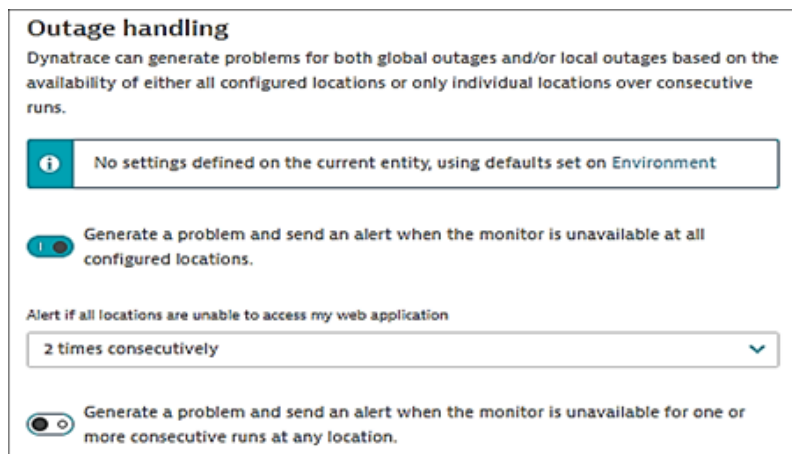 Outage handling
Dynatrace can generate problems for both global outages and/or local outages based on the
availability of either all configured locations or only individual locations over consecutive
runs.
No settings defined on the current entity, using defaults set on Environment
Generate a problem and send an alert when the monitor is unavailable at all
configured locations.
Alert if all locations are unable to access my web application
2 times consecutively
Generate a problem and send an alert when the monitor is unavailable for one or
more consecutive runs at any location.